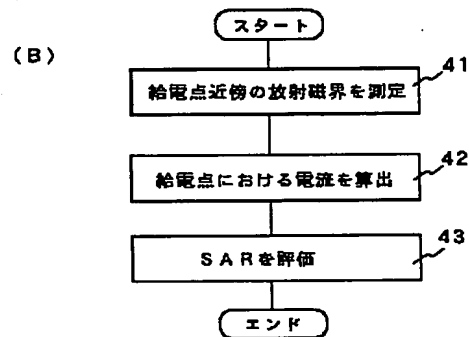 スタート
(B)
41
給電点近傍の放射磁界を測定
42
給電点における電流を算出
43
SARを評価
エンド